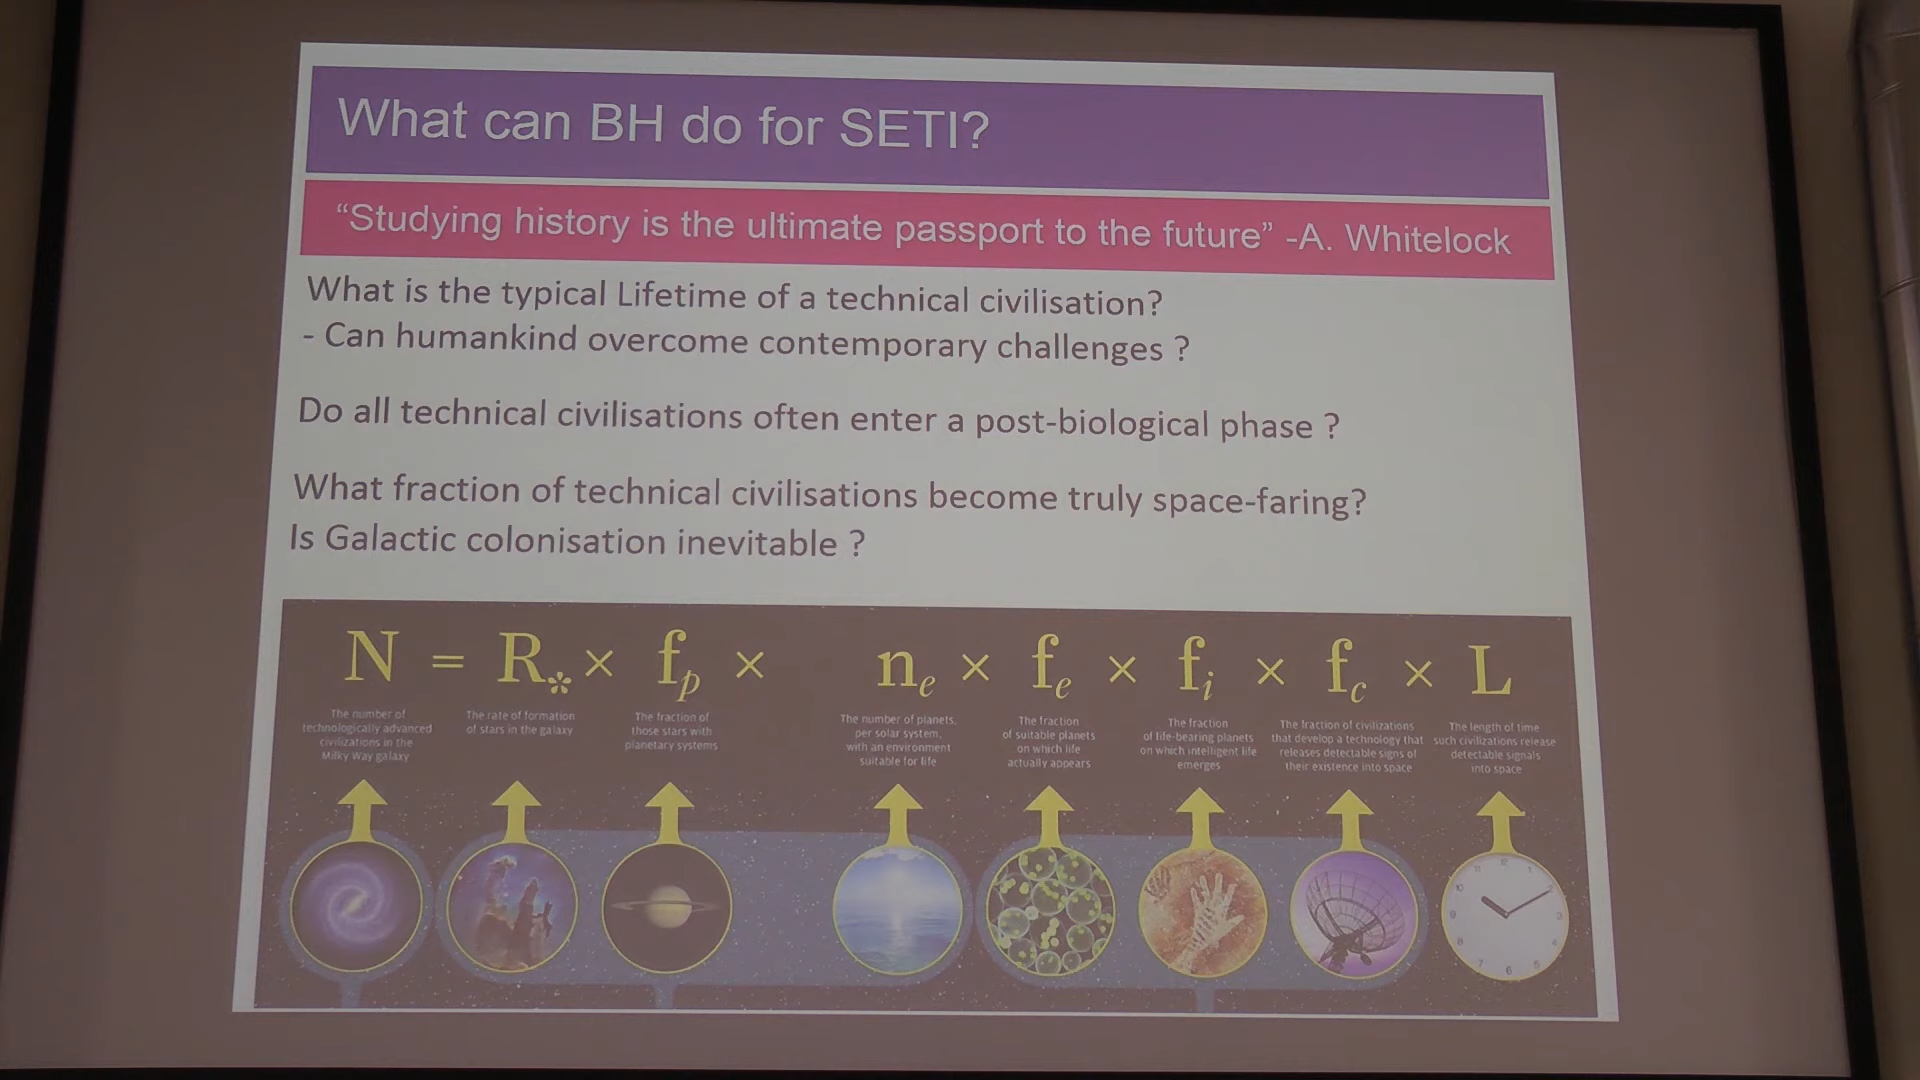 What can BH do for SETI?
“Studying history is the ultimate passport to the future” -A. Whitelock
What is the typical Lifetime of a technical civilisation?
- Can humankind overcome contemporary challenges ?
Do all technical civilisations often enter a post-biological phase ?
What fraction of technical civilisations become truly space-faring?
Is Galactic colonisation inevitable ?
N = R* × fp × ne × fe × fi × fc × L
The number of
technologically advanced
civilizations in the
Milky Way galaxy
The rate of formation
of stars in the galaxy
The fraction of
those stars with
planetary systems
The number of planets,
per solar system,
with an environment
suitable for life
The fraction
of suitable planets
on which life
actually appears
The fraction
of life-bearing planets
on which intelligent life
emerges
The fraction of civilizations
that develop a technology that
releases detectable signs of
their existence into space
The length of time
such civilizations release
detectable signals
into space